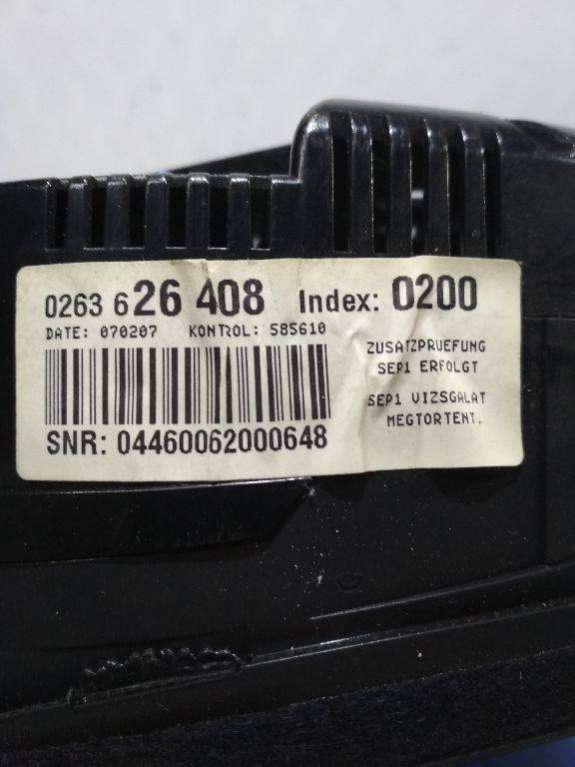 0263 626 408 Index: 0200
DATE: 070207 KONTROL: 585610
ZUSATZPRUEFUNG
SEP1 ERFOLGT
SEP1 VIZSGALAT
MEGTORTENT.
SNR: 04460062000648